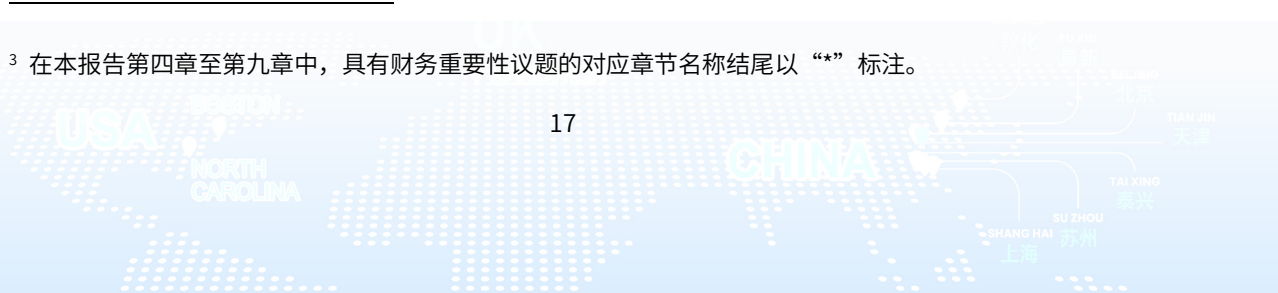 UK
³ 在本报告第四章至第九章中，具有财务重要性议题的对应章节名称结尾以“*”标注。
北京
BOSTON
17
USA
TIAN JIN
天津
CHINA
NORTH
CAROLINA
TAI XING
泰兴
SU ZHOU
SHANG HAI 苏州
上海